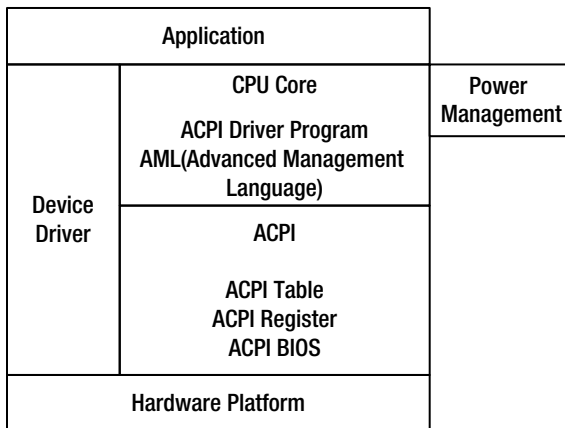 Application
CPU Core
Power
Management
ACPI Driver Program
AML(Advanced Management
Language)
Device
Driver
ACPI
ACPI Table
ACPI Register
ACPI BIOS
Hardware Platform